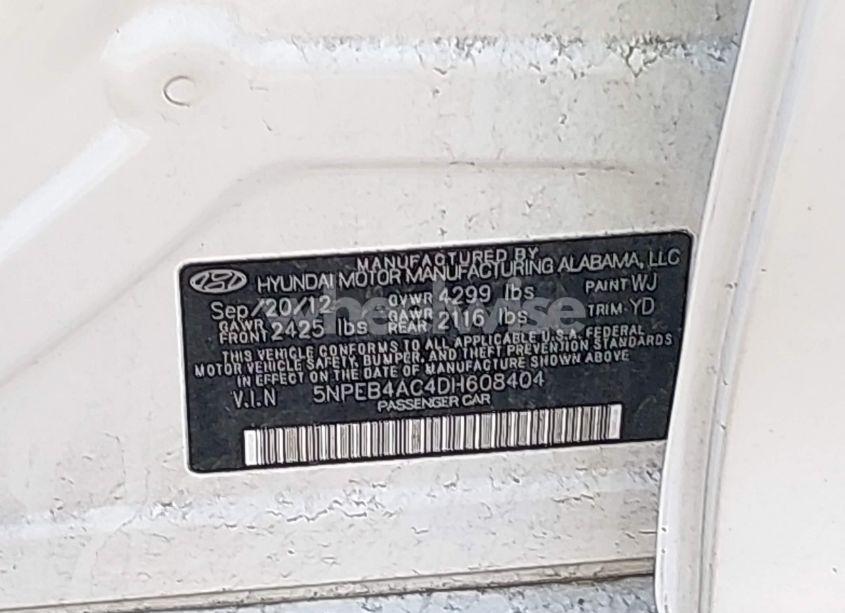 MANUFACTURED BY
HYUNDAI MOTOR MANUFACTURING ALABAMA, LLC
Sep/20/12 GVWR 4299 lbs PAINT WJ
GAWR FRONT 2425 lbs GAWR REAR 2116 lbs TRIM YD
THIS VEHICLE CONFORMS TO ALL APPLICABLE U.S.A. FEDERAL
MOTOR VEHICLE SAFETY, BUMPER, AND THEFT PREVENTION STANDARDS
IN EFFECT ON THE DATE OF MANUFACTURE SHOWN ABOVE
V.I.N 5NPEB4AC4DH608404
PASSENGER CAR
wheelwise